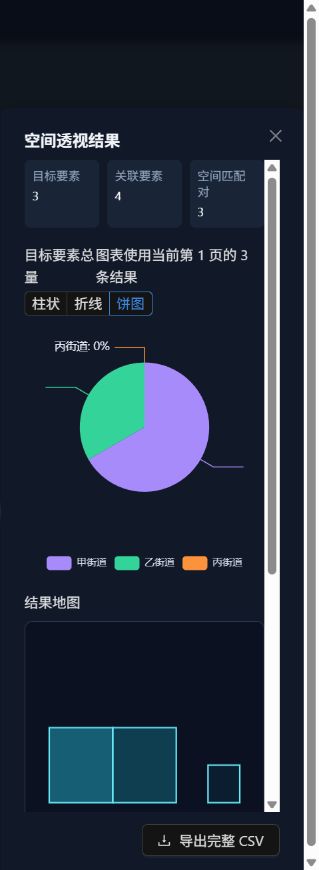 空间透视结果
目标要素
3
关联要素
4
空间匹配
对
3
目标要素总
量
图表使用当前第 1 页的 3
条结果
柱状 折线 饼图
丙街道: 0%
甲街道 乙街道 丙街道
结果地图
导出完整 CSV